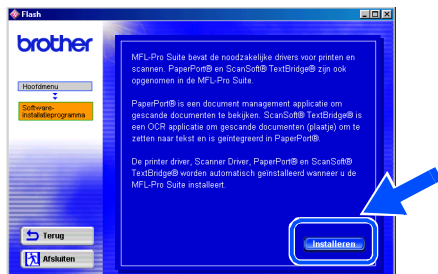 Flash
brother
Hoofdmenu
Software-
installatieprogramma
MFL-Pro Suite bevat de noodzakelijke drivers voor printen en
scannen. PaperPort® en ScanSoft® TextBridge® zijn ook
opgenomen in de MFL-Pro Suite.
PaperPort® is een document management applicatie om
gescande documenten te bekijken. ScanSoft® TextBridge® is
een OCR applicatie om gescande documenten (plaatje) om te
zetten naar tekst en is geïntegreerd in PaperPort®.
De printer driver, Scanner Driver, PaperPort® en ScanSoft®
TextBridge® worden automatisch geïnstalleerd wanneer u de
MFL-Pro Suite installeert.
Installeren
Terug
Afsluiten